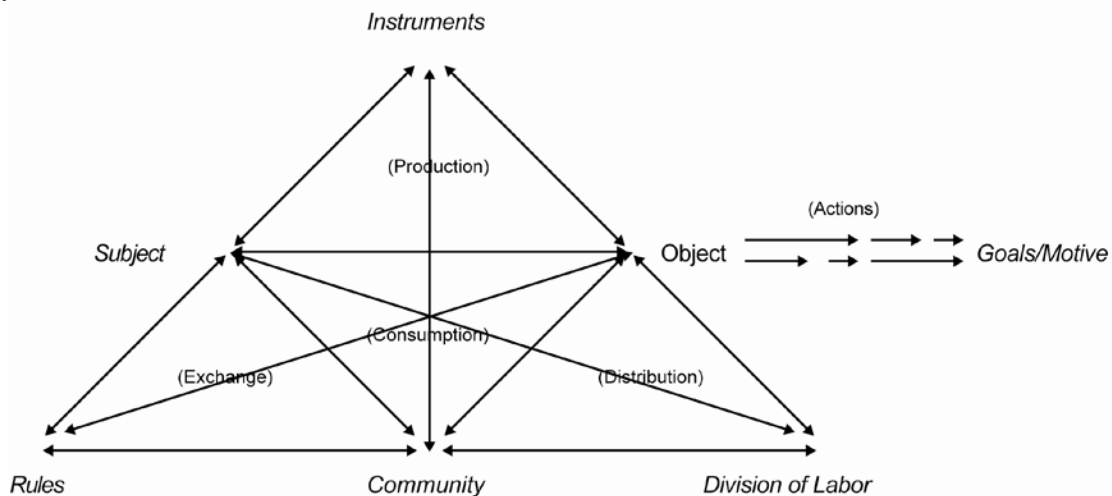 Instruments
(Production)
(Actions)
Subject
Object
Goals/Motive
(Consumption)
(Exchange)
(Distribution)
Rules
Community
Division of Labor